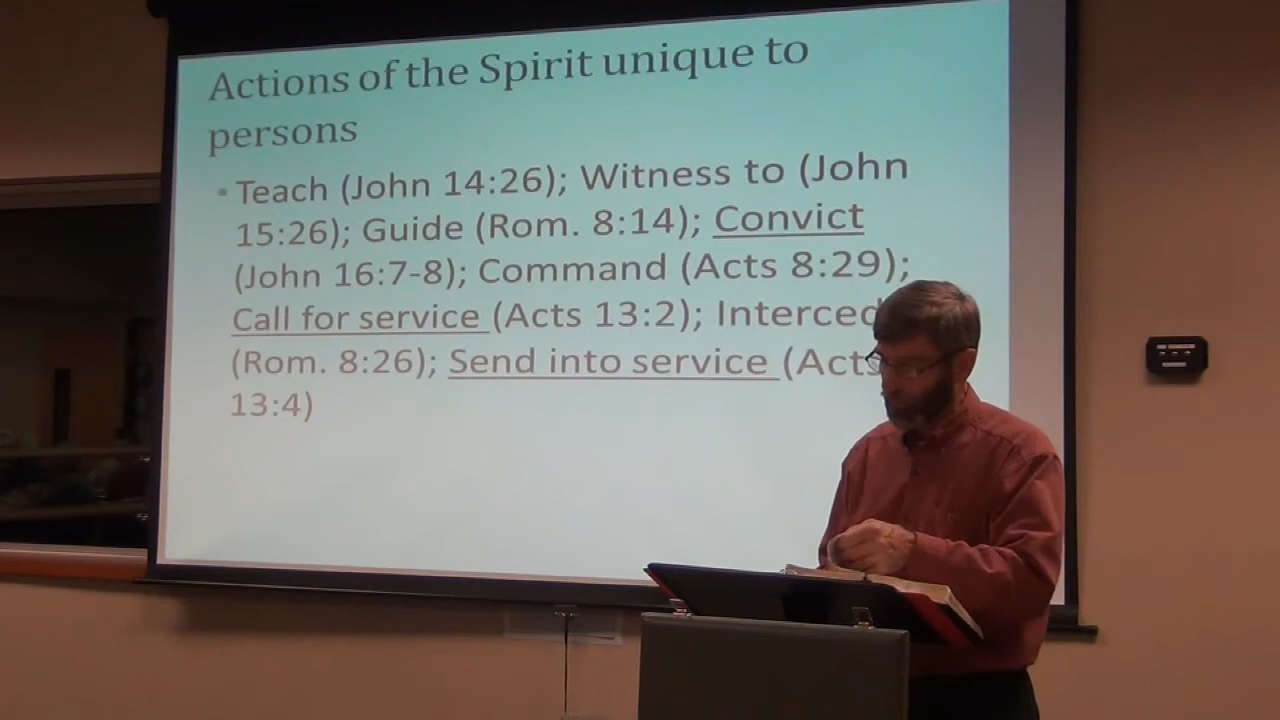 Actions of the Spirit unique to
persons
• Teach (John 14:26); Witness to (John
15:26); Guide (Rom. 8:14); Convict
(John 16:7-8); Command (Acts 8:29);
Call for service (Acts 13:2); Interced
(Rom. 8:26); Send into service (Acts
13:4)